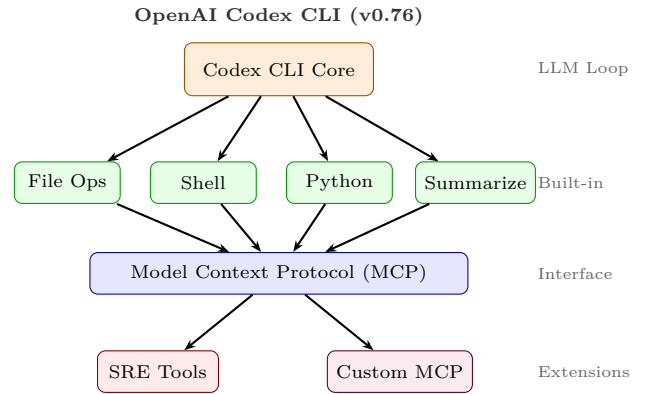 OpenAI Codex CLI (v0.76)
Codex CLI Core
LLM Loop
File Ops
Shell
Python
Summarize
Built-in
Model Context Protocol (MCP)
Interface
SRE Tools
Custom MCP
Extensions